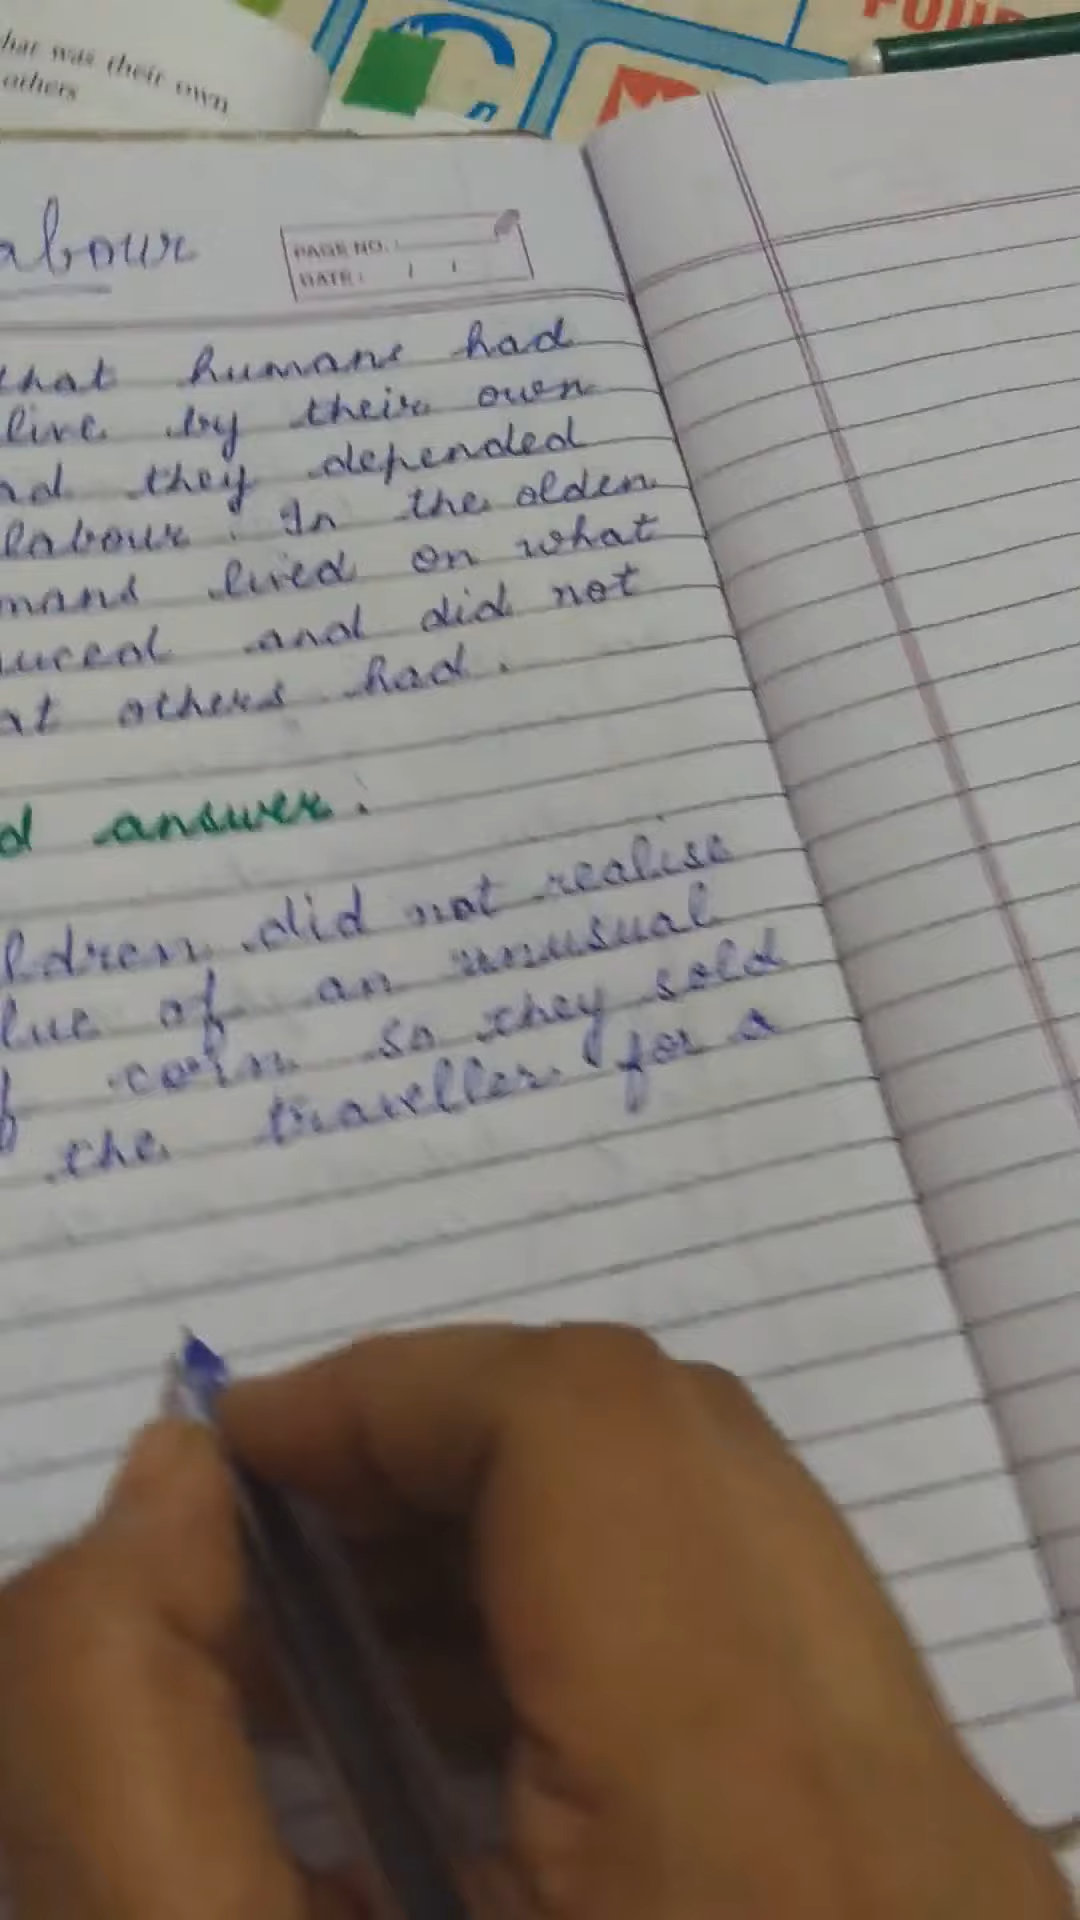 hat was their own
others
abour
PAGE NO. :
DATE : / /
that humans had
live by their own
nd they depended
labour. In the olden
mans lived on what
uced and did not
at others had.
d answer:
ldren did not realise
lue of an unusual
f corn so they sold
the traveller for a